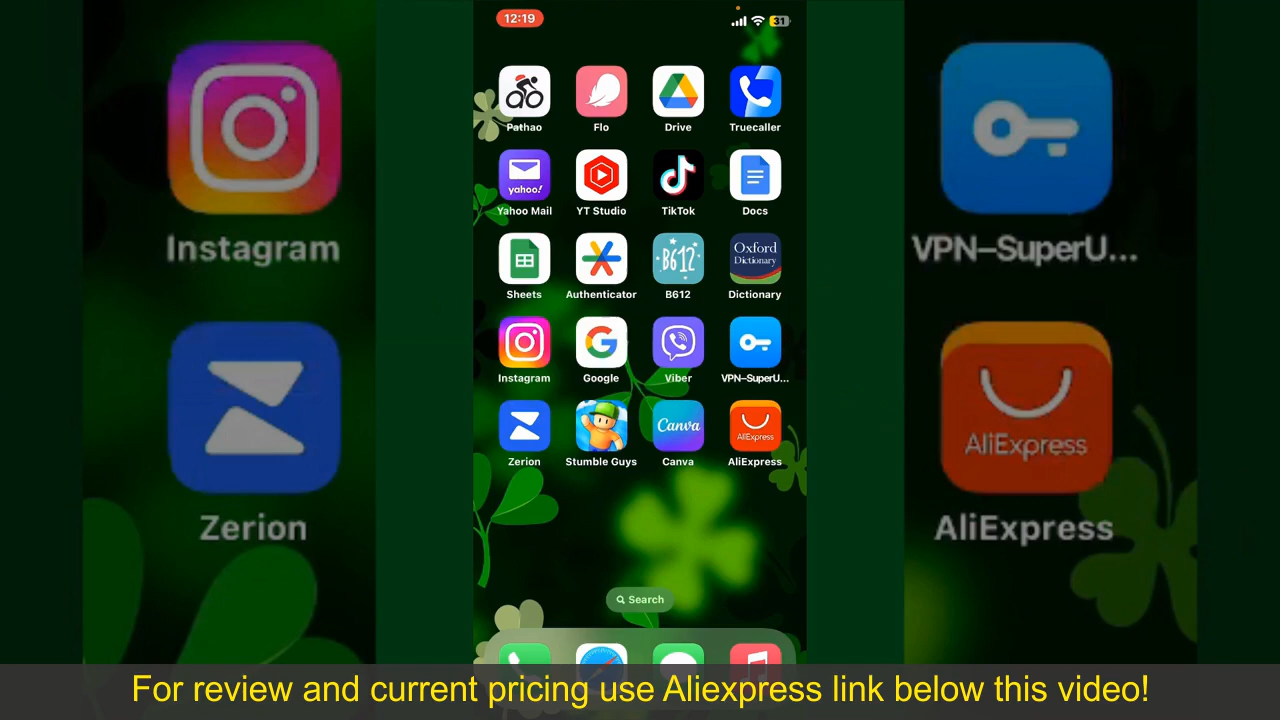 12:19
31
Pathao Flo Drive Truecaller
yahoo!
Yahoo Mail YT Studio TikTok Docs
B612 Oxford Dictionary
Sheets Authenticator B612 Dictionary
Instagram Google Viber VPN–SuperU...
Canva AliExpress
Zerion Stumble Guys Canva AliExpress
Search
Instagram
Zerion
VPN–SuperU...
AliExpress
AliExpress
For review and current pricing use Aliexpress link below this video!